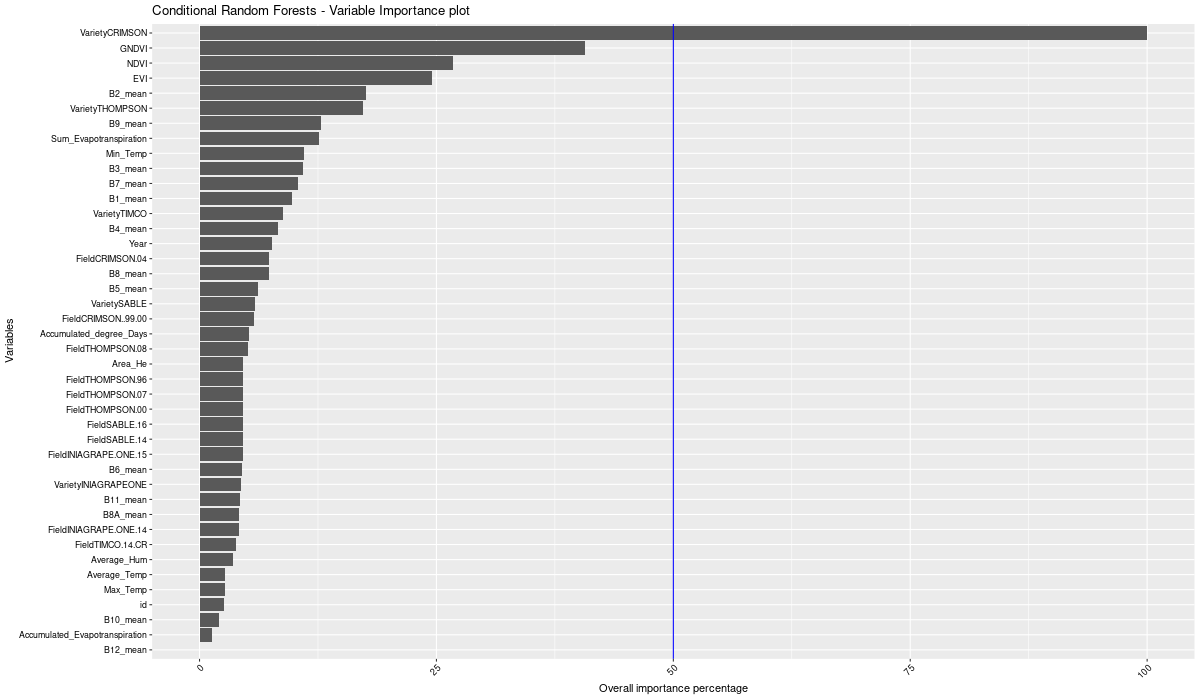 Conditional Random Forests - Variable Importance plot
VarietyCRIMSON
GNDVI
NDVI
EVI
B2_mean
VarietyTHOMPSON
B9_mean
Sum_Evapotranspiration
Min_Temp
B3_mean
B7_mean
B1_mean
VarietyTIMCO
B4_mean
Year
FieldCRIMSON.04
B8_mean
B5_mean
VarietySABLE
FieldCRIMSON..99.00
Accumulated_degree_Days
FieldTHOMPSON.08
Area_He
FieldTHOMPSON.96
FieldTHOMPSON.07
FieldTHOMPSON.00
FieldSABLE.16
FieldSABLE.14
FieldINIAGRAPE.ONE.15
B6_mean
VarietyINIAGRAPEONE
B11_mean
B8A_mean
FieldINIAGRAPE.ONE.14
FieldTIMCO.14.CR
Average_Hum
Average_Temp
Max_Temp
id
B10_mean
Accumulated_Evapotranspiration
B12_mean
Variables
0
25
50
75
100
Overall importance percentage